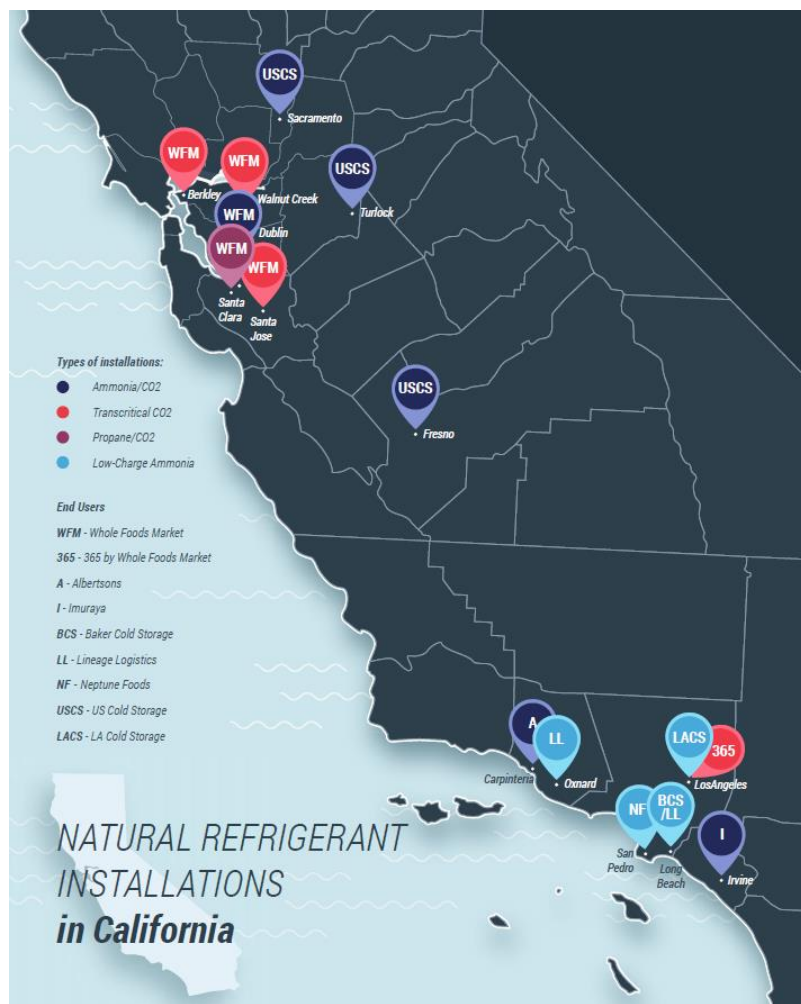 USCS
Sacramento
WFM
WFM
USCS
Berkley
Walnut Creek
WFM
Turlock
Dublin
WFM
WFM
Santa
Clara
Santa
Jose
Types of installations:
Ammonia/CO2
Transcritical CO2
Propane/CO2
Low-Charge Ammonia
USCS
Fresno
End Users
WFM - Whole Foods Market
365 - 365 by Whole Foods Market
A - Albertsons
I - Imuraya
BCS - Baker Cold Storage
LL - Lineage Logistics
NF - Neptune Foods
USCS - US Cold Storage
LACS - LA Cold Storage
A
LL
LACS
365
Carpinteria
Oxnard
LosAngeles
NF
BCS
/LL
I
San
Pedro
Long
Beach
Irvine
NATURAL REFRIGERANT
INSTALLATIONS
in California